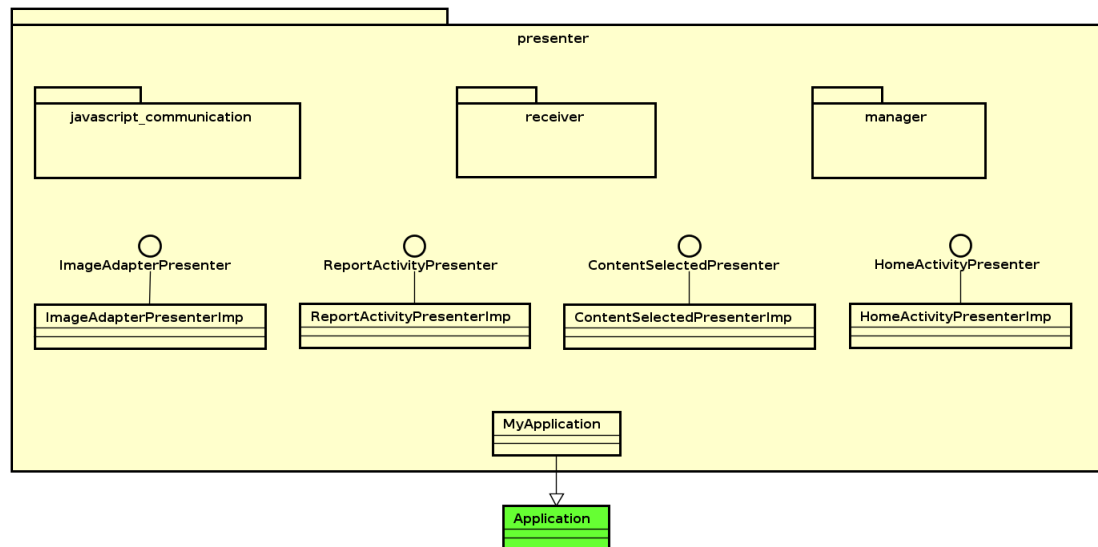 presenter
javascript_communication
receiver
manager
ImageAdapterPresenter
ReportActivityPresenter
ContentSelectedPresenter
HomeActivityPresenter
ImageAdapterPresenterImp
ReportActivityPresenterImp
ContentSelectedPresenterImp
HomeActivityPresenterImp
MyApplication
Application